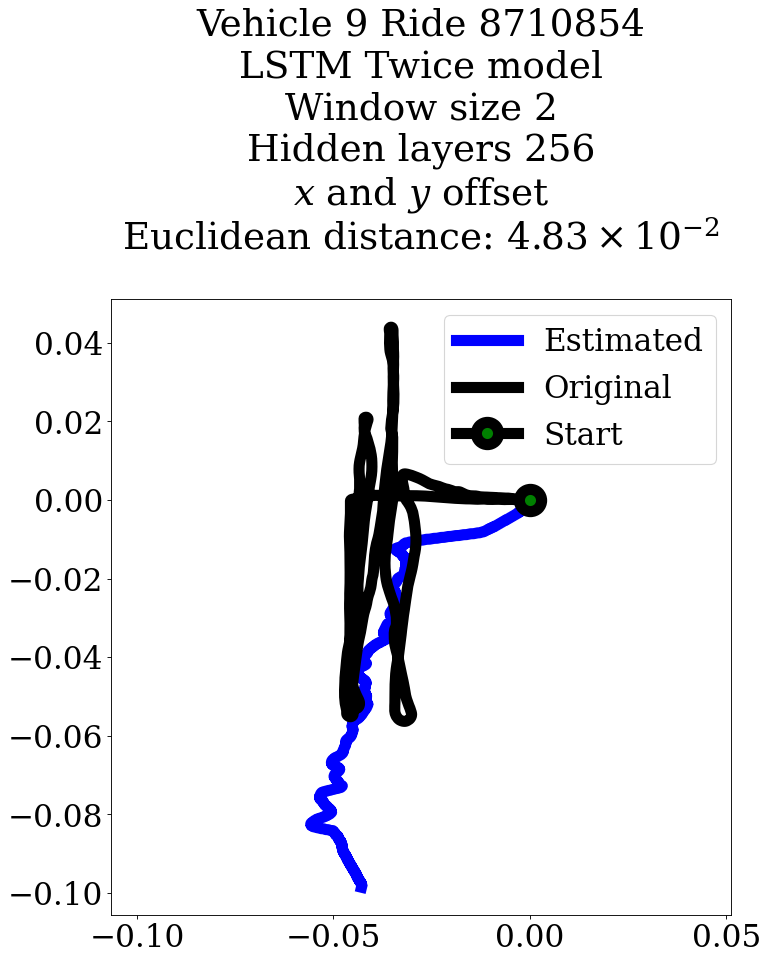 Vehicle 9 Ride 8710854
LSTM Twice model
Window size 2
Hidden layers 256
x and y offset
Euclidean distance: 4.83 × 10⁻²
Estimated
Original
Start
0.04
0.02
0.00
−0.02
−0.04
−0.06
−0.08
−0.10
−0.10 −0.05 0.00 0.05